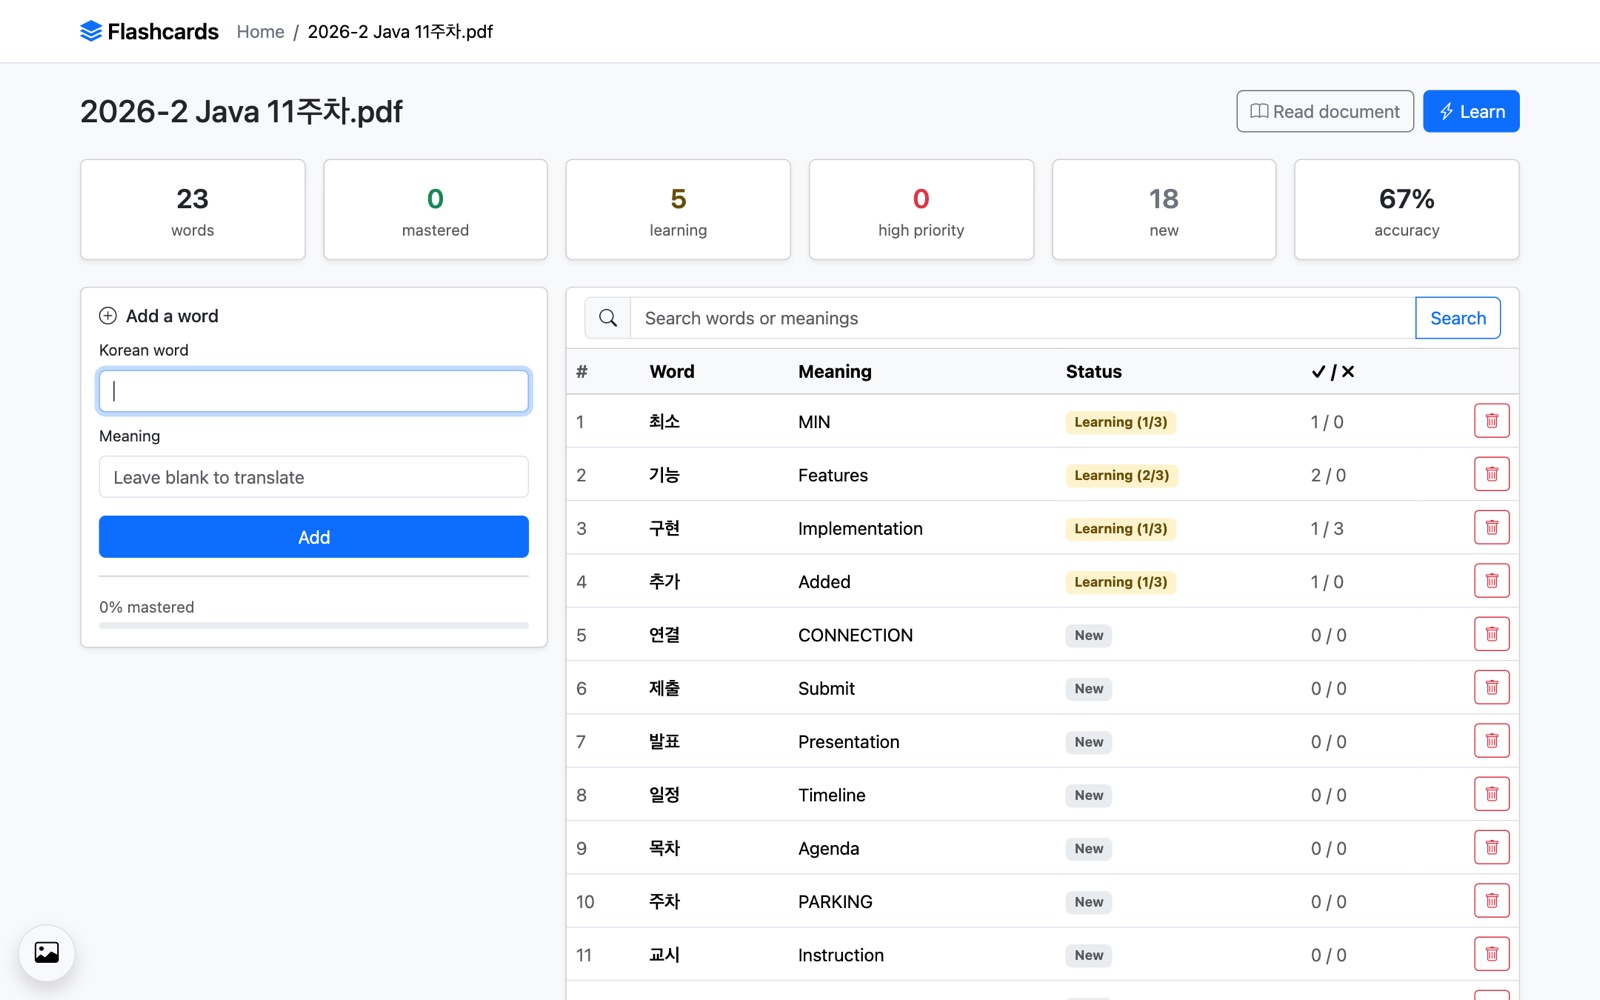 Flashcards Home / 2026-2 Java 11주차.pdf
2026-2 Java 11주차.pdf
Read document
Learn
23
words
0
mastered
5
learning
0
high priority
18
new
67%
accuracy
Add a word
Korean word
Meaning
Leave blank to translate
Add
0% mastered
Search words or meanings
Search
# Word Meaning Status ✓ / ✕
1 최소 MIN Learning (1/3) 1 / 0
2 기능 Features Learning (2/3) 2 / 0
3 구현 Implementation Learning (1/3) 1 / 3
4 추가 Added Learning (1/3) 1 / 0
5 연결 CONNECTION New 0 / 0
6 제출 Submit New 0 / 0
7 발표 Presentation New 0 / 0
8 일정 Timeline New 0 / 0
9 목차 Agenda New 0 / 0
10 주차 PARKING New 0 / 0
11 교시 Instruction New 0 / 0